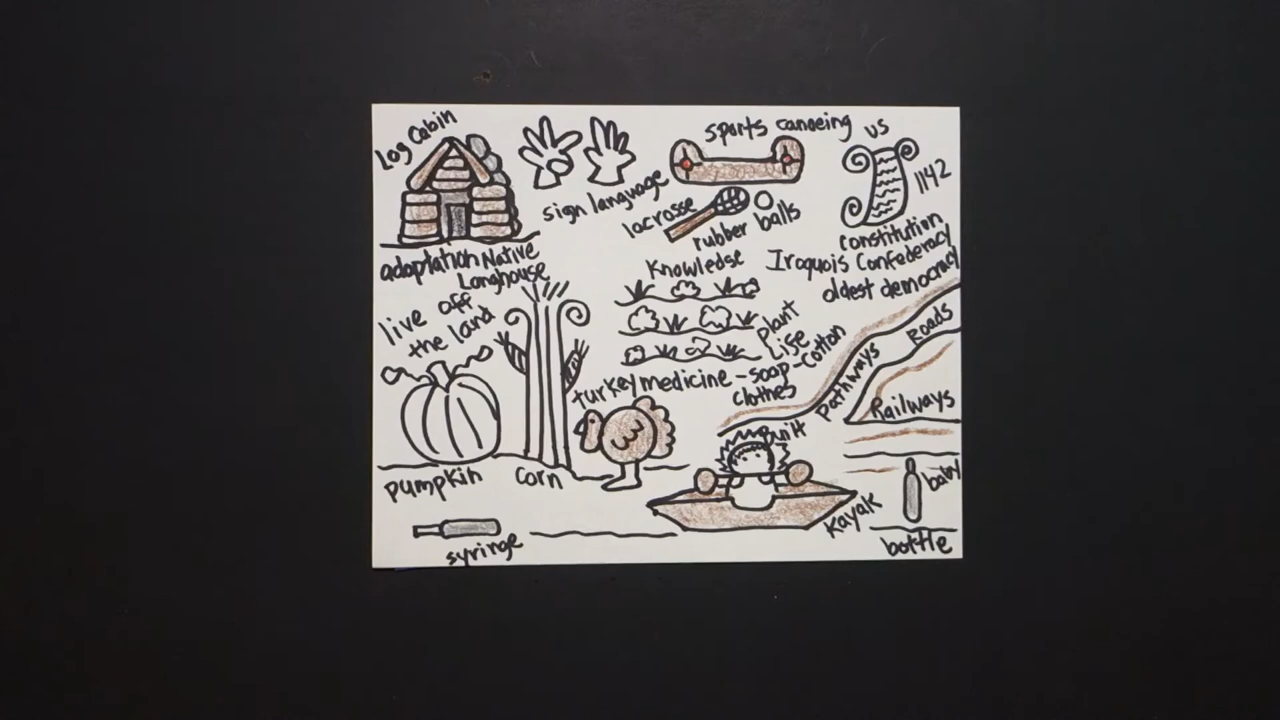 Log Cabin
adaptation Native
Longhouse
sign language
sports canoeing
lacrosse
rubber balls
US
1142
constitution
Iroquois Confederacy
oldest democracy
Knowledge
Plant
Life
medicine - soap - cotton
clothes
live off
the land
pumpkin
Corn
turkey
Pathways
Roads
Railways
Built
Kayak
baby
bottle
syringe